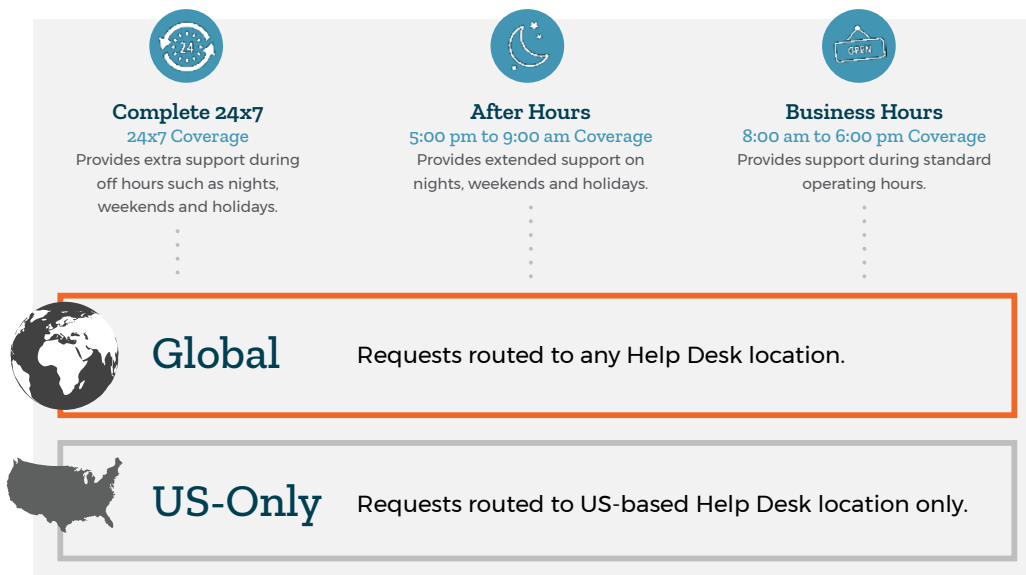 24
Complete 24x7
24x7 Coverage
Provides extra support during
off hours such as nights,
weekends and holidays.
After Hours
5:00 pm to 9:00 am Coverage
Provides extended support on
nights, weekends and holidays.
OPEN
Business Hours
8:00 am to 6:00 pm Coverage
Provides support during standard
operating hours.
Global
Requests routed to any Help Desk location.
US-Only
Requests routed to US-based Help Desk location only.